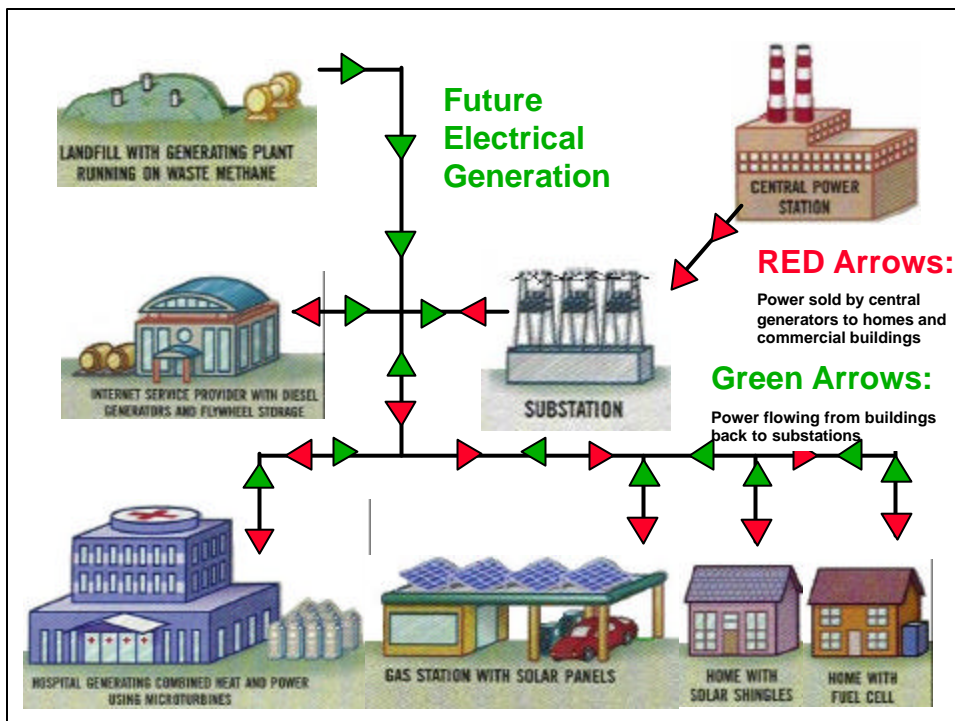 LANDFILL WITH GENERATING PLANT
RUNNING ON WASTE METHANE
Future
Electrical
Generation
CENTRAL POWER
STATION
RED Arrows:
Power sold by central
generators to homes and
commercial buildings
INTERNET SERVICE PROVIDER WITH DIESEL
GENERATORS AND FLYWHEEL STORAGE
SUBSTATION
Green Arrows:
Power flowing from buildings
back to substations
HOSPITAL GENERATING COMBINED HEAT AND POWER
USING MICROTURBINES
GAS STATION WITH SOLAR PANELS
HOME WITH
SOLAR SHINGLES
HOME WITH
FUEL CELL